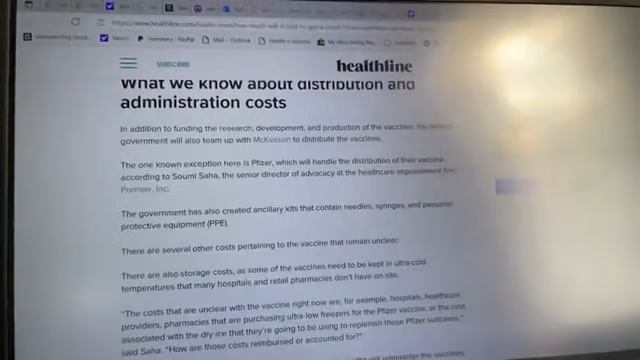 https://www.healthline.com/health-news/how-much-will-it-cost-to-get-a-covid-19
Yahoo
Summary - PayPal
Mail - Outlook
SUBSCRIBE
healthline
What we know about distribution and
administration costs
In addition to funding the research, development, and production of the vaccines, the federal
government will also team up with McKesson to distribute the vaccines.
The one known exception here is Pfizer, which will handle the distribution of their vaccine,
according to Soumi Saha, the senior director of advocacy at the healthcare improvement firm
Premier, Inc.
The government has also created ancillary kits that contain needles, syringes, and personal
protective equipment (PPE).
There are several other costs pertaining to the vaccine that remain unclear.
There are also storage costs, as some of the vaccines need to be kept in ultra-cold
temperatures that many hospitals and retail pharmacies don't have on-site.
"The costs that are unclear with the vaccine right now are, for example, hospitals, healthcare
providers, pharmacies that are purchasing ultra-low freezers for the Pfizer vaccine, or the cost
associated with the dry ice that they're going to be using to replenish those Pfizer suitcases,"
said Saha. "How are those costs reimbursed or accounted for?"
administer the vaccines,